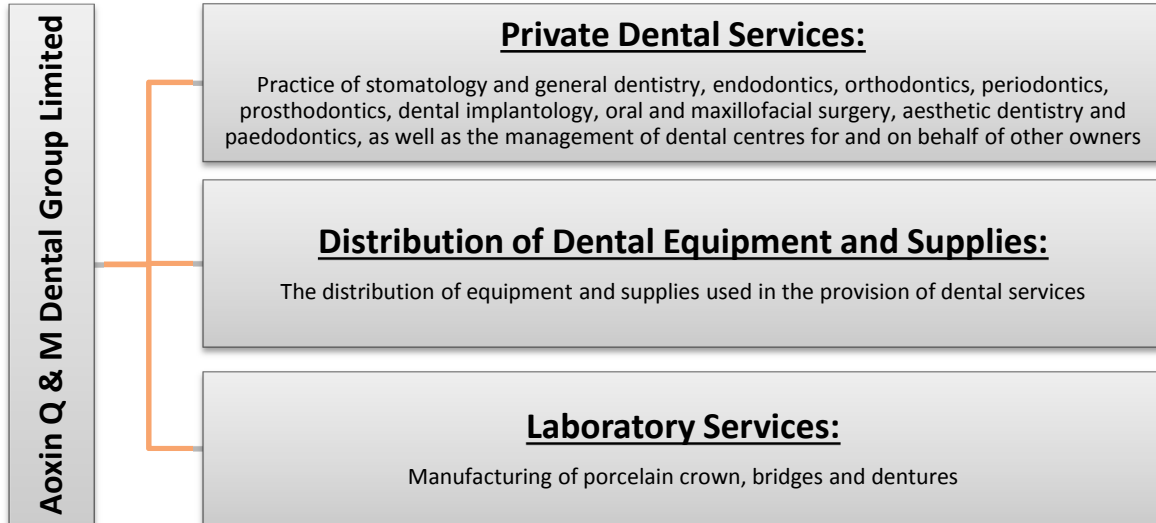 Aoxin Q & M Dental Group Limited
Private Dental Services:
Practice of stomatology and general dentistry, endodontics, orthodontics, periodontics,
prosthodontics, dental implantology, oral and maxillofacial surgery, aesthetic dentistry and
paedodontics, as well as the management of dental centres for and on behalf of other owners
Distribution of Dental Equipment and Supplies:
The distribution of equipment and supplies used in the provision of dental services
Laboratory Services:
Manufacturing of porcelain crown, bridges and dentures